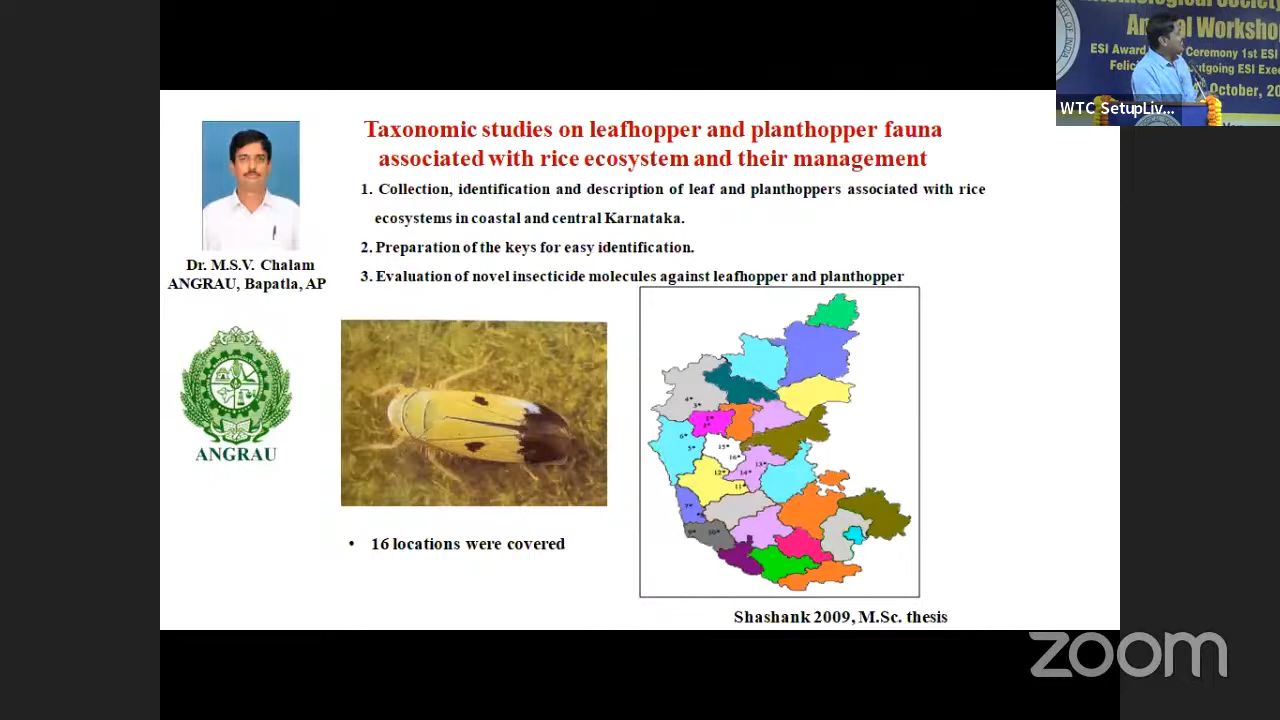 Taxonomic studies on leafhopper and planthopper fauna
associated with rice ecosystem and their management
1. Collection, identification and description of leaf and planthoppers associated with rice
ecosystems in coastal and central Karnataka.
2. Preparation of the keys for easy identification.
3. Evaluation of novel insecticide molecules against leafhopper and planthopper
Dr. M.S.V. Chalam
ANGRAU, Bapatla, AP
ANGRAU
• 16 locations were covered
Shashank 2009, M.Sc. thesis
Annual Workshop
ESI Award
Ceremony 1st ESI
October, 20
WTC SetupLiv...
zoom